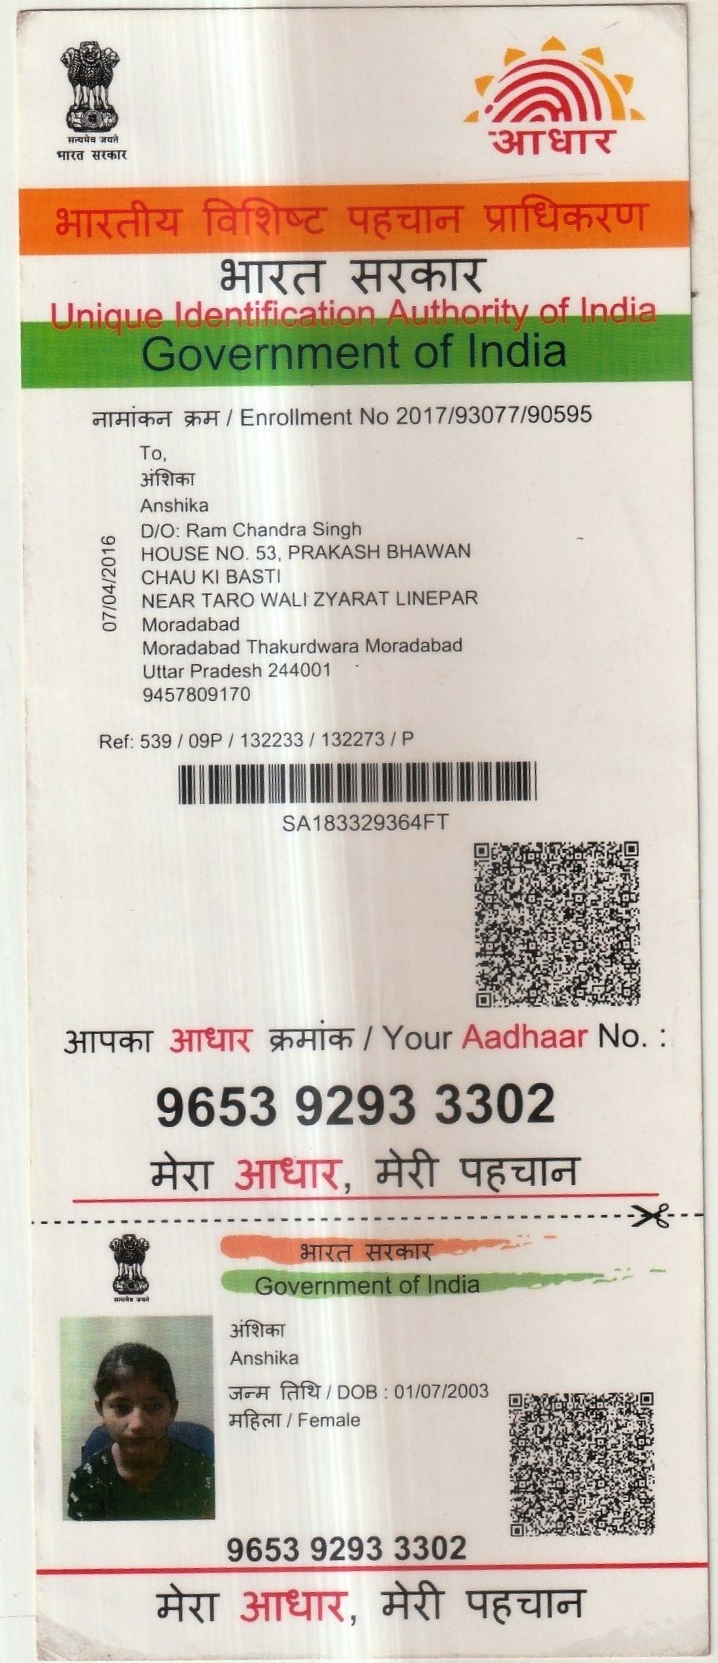 सत्यमेव जयते
भारत सरकार
आधार
भारतीय विशिष्ट पहचान प्राधिकरण
भारत सरकार
Unique Identification Authority of India
Government of India
नामांकन क्रम / Enrollment No 2017/93077/90595
To,
अंशिका
Anshika
D/O: Ram Chandra Singh
HOUSE NO. 53, PRAKASH BHAWAN
CHAU KI BASTI
NEAR TARO WALI ZYARAT LINEPAR
Moradabad
Moradabad Thakurdwara Moradabad
Uttar Pradesh 244001
9457809170
07/04/2016
Ref: 539 / 09P / 132233 / 132273 / P
SA183329364FT
आपका आधार क्रमांक / Your Aadhaar No. :
9653 9293 3302
मेरा आधार, मेरी पहचान
सत्यमेव जयते
भारत सरकार
Government of India
अंशिका
Anshika
जन्म तिथि / DOB : 01/07/2003
महिला / Female
9653 9293 3302
मेरा आधार, मेरी पहचान